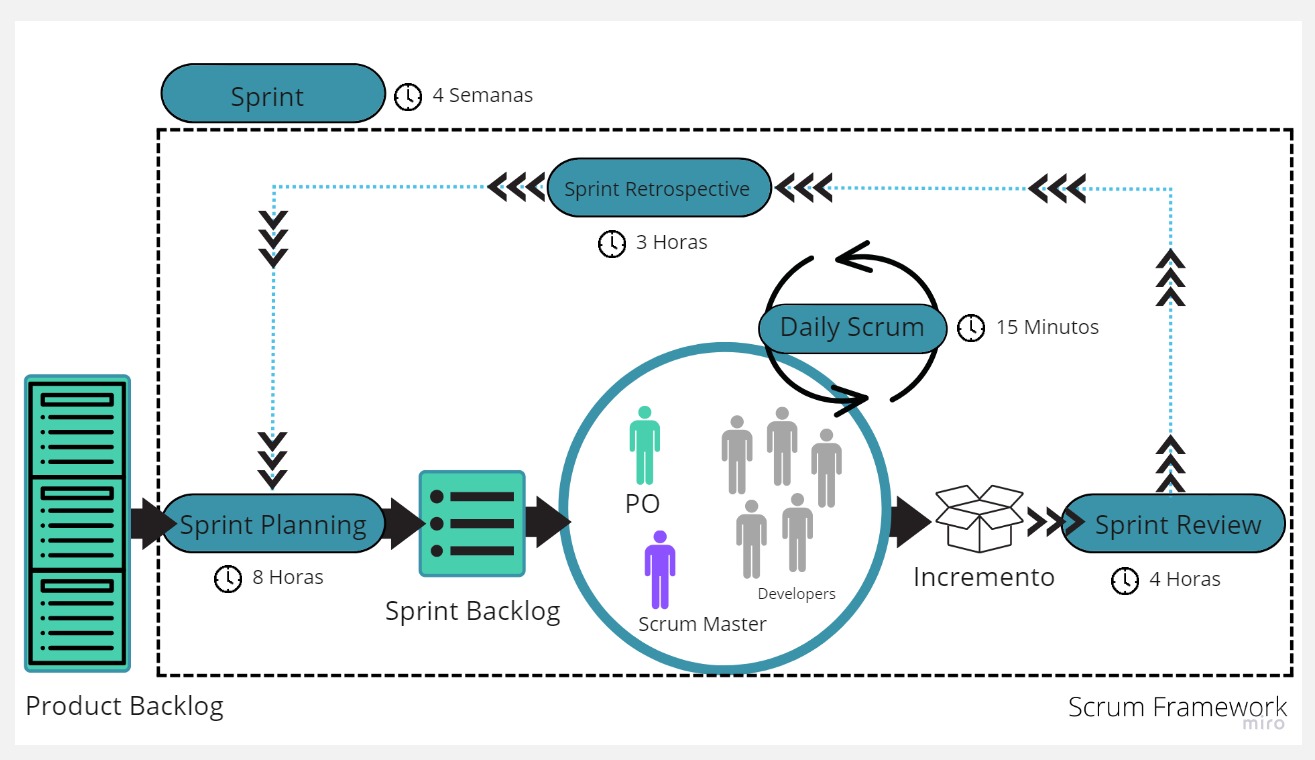 Sprint
4 Semanas
Sprint Retrospective
3 Horas
Daily Scrum
15 Minutos
PO
Sprint Planning
Sprint Review
8 Horas
Incremento
4 Horas
Developers
Sprint Backlog
Scrum Master
Product Backlog
Scrum Framework
miro